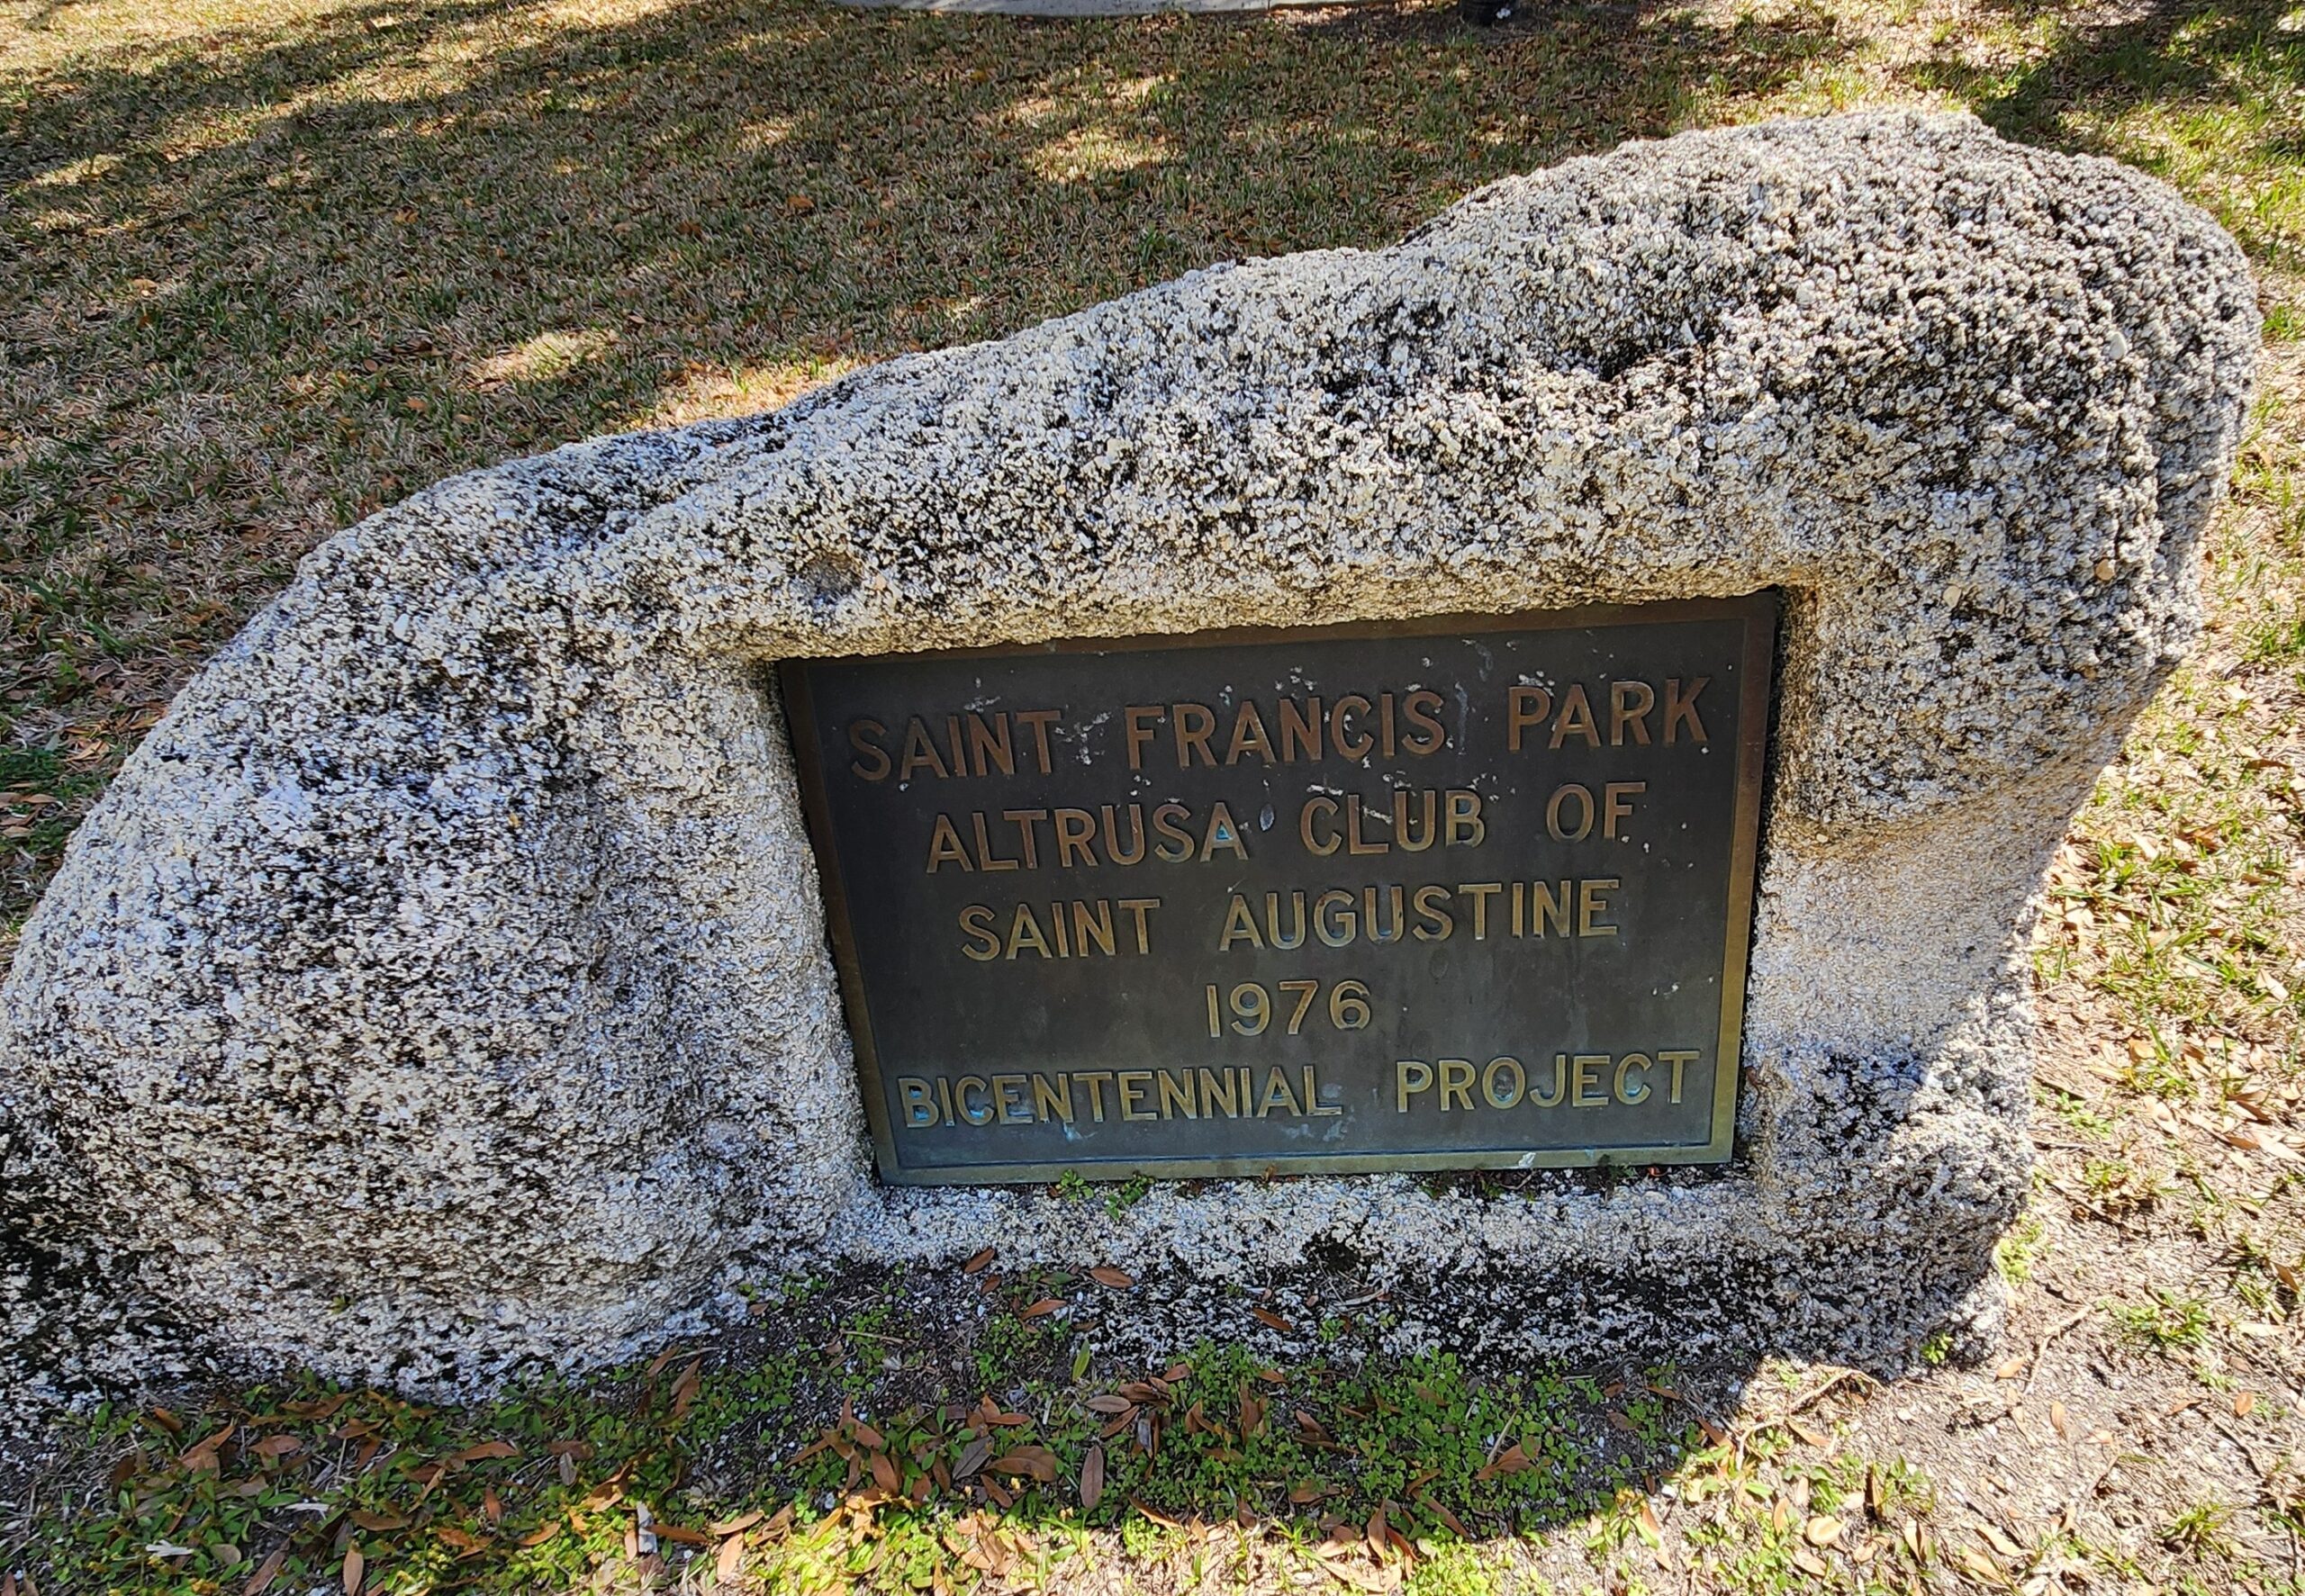 SAINT FRANCIS PARK
ALTRUSA CLUB OF
SAINT AUGUSTINE
1976
BICENTENNIAL PROJECT